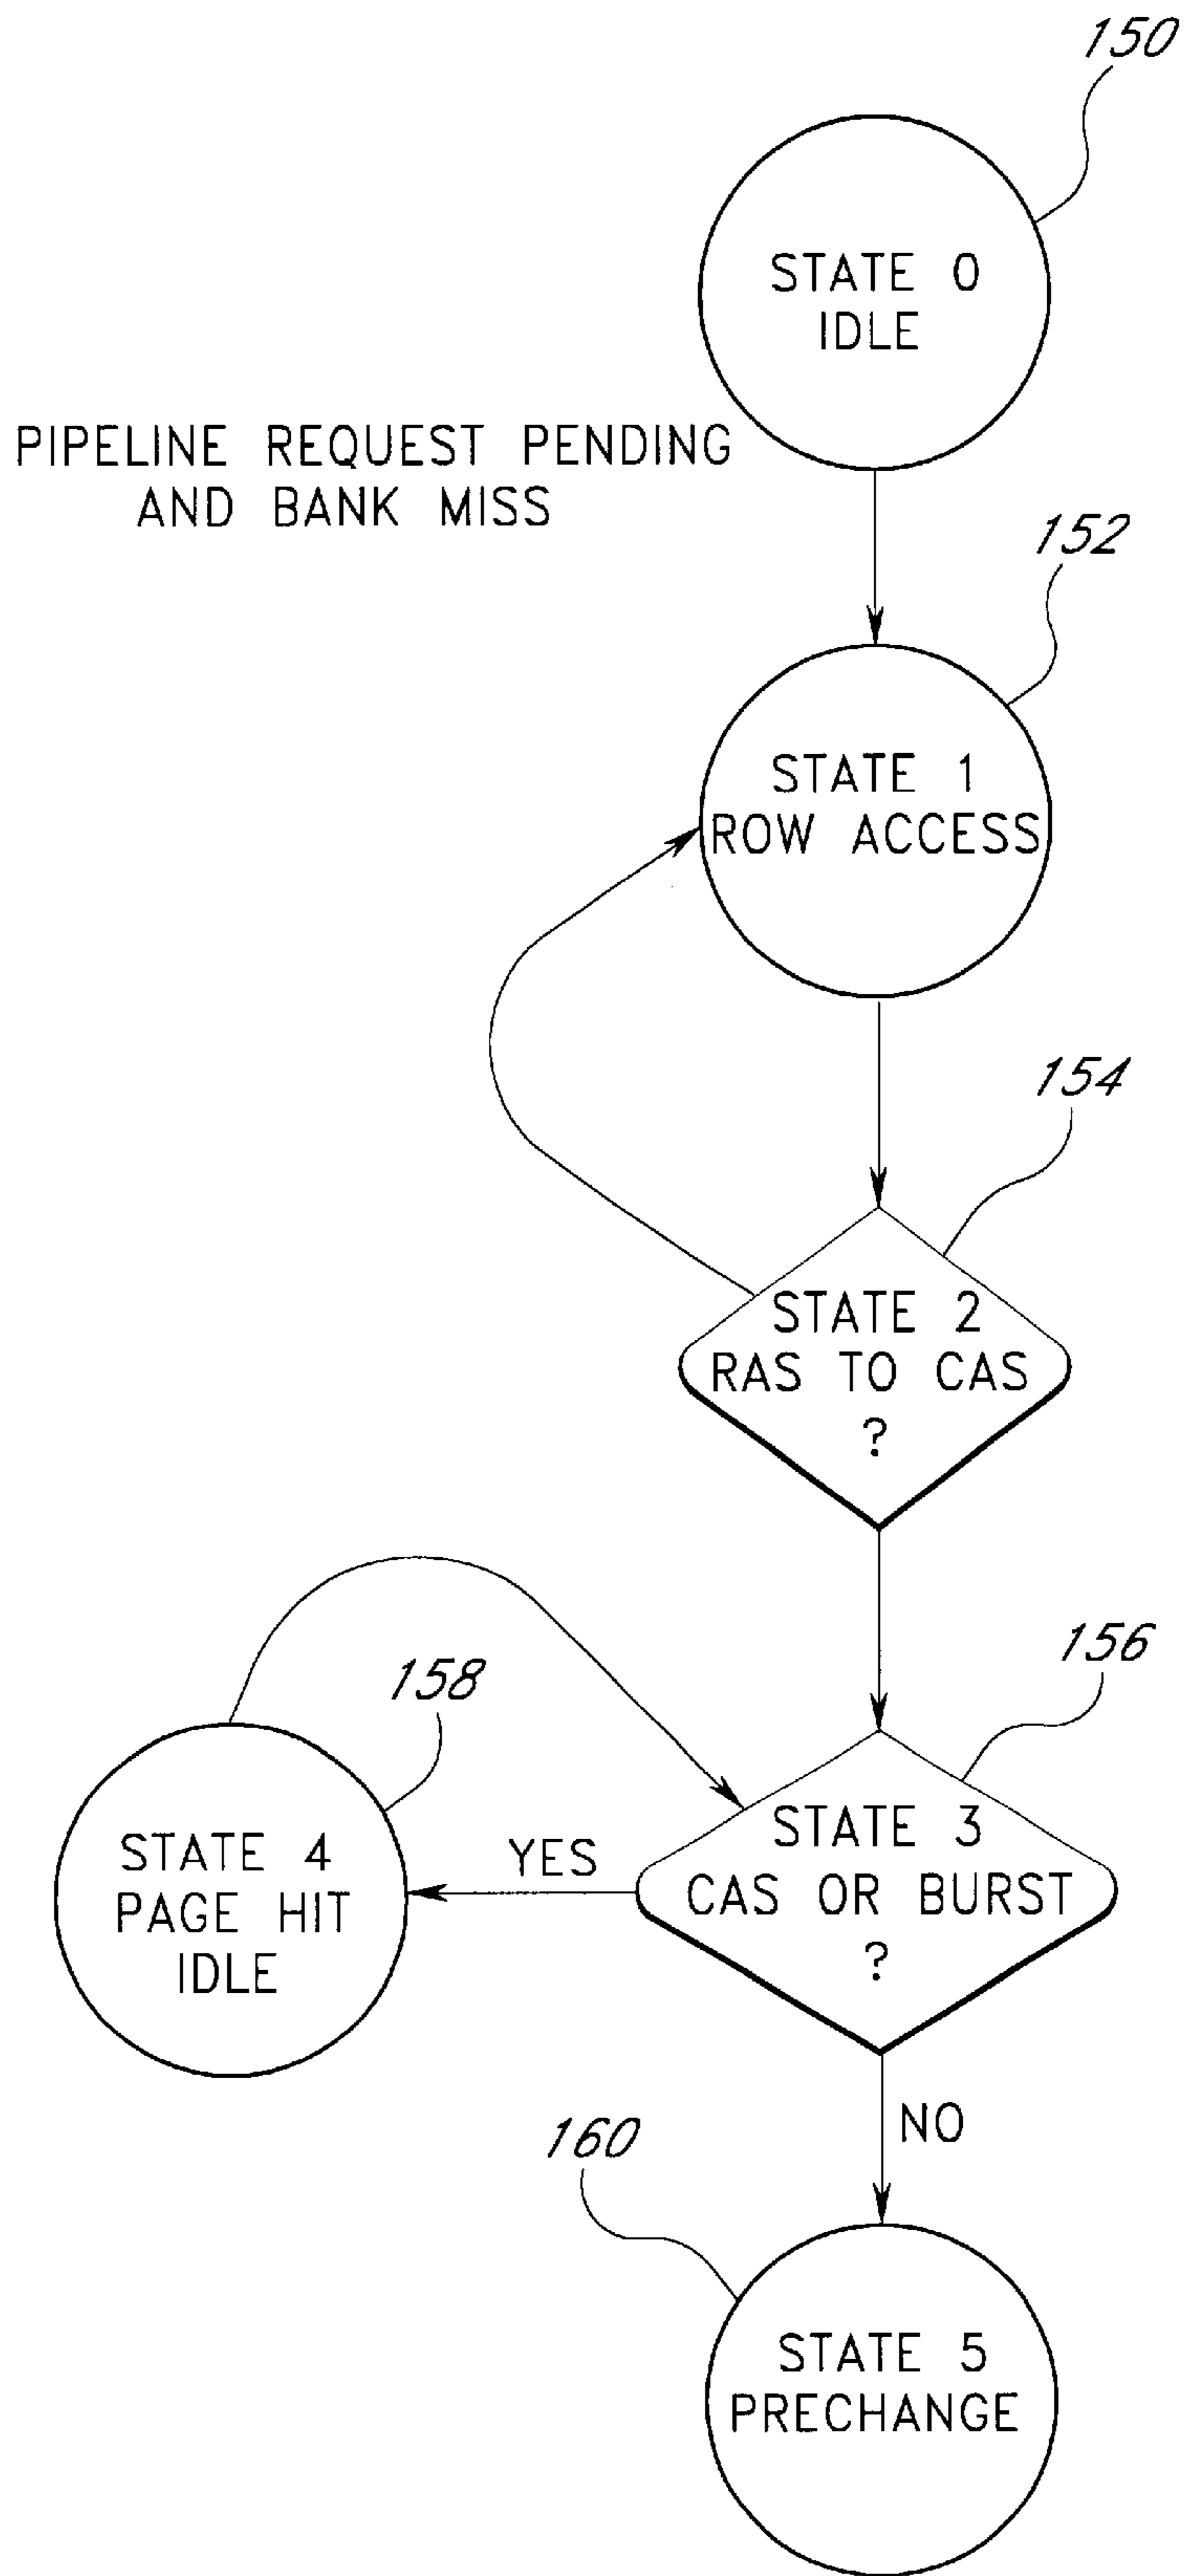 150
STATE 0
IDLE
PIPELINE REQUEST PENDING
AND BANK MISS
152
STATE 1
ROW ACCESS
154
STATE 2
RAS TO CAS
?
156
158
STATE 3
CAS OR BURST
?
YES
STATE 4
PAGE HIT
IDLE
NO
160
STATE 5
PRECHANGE